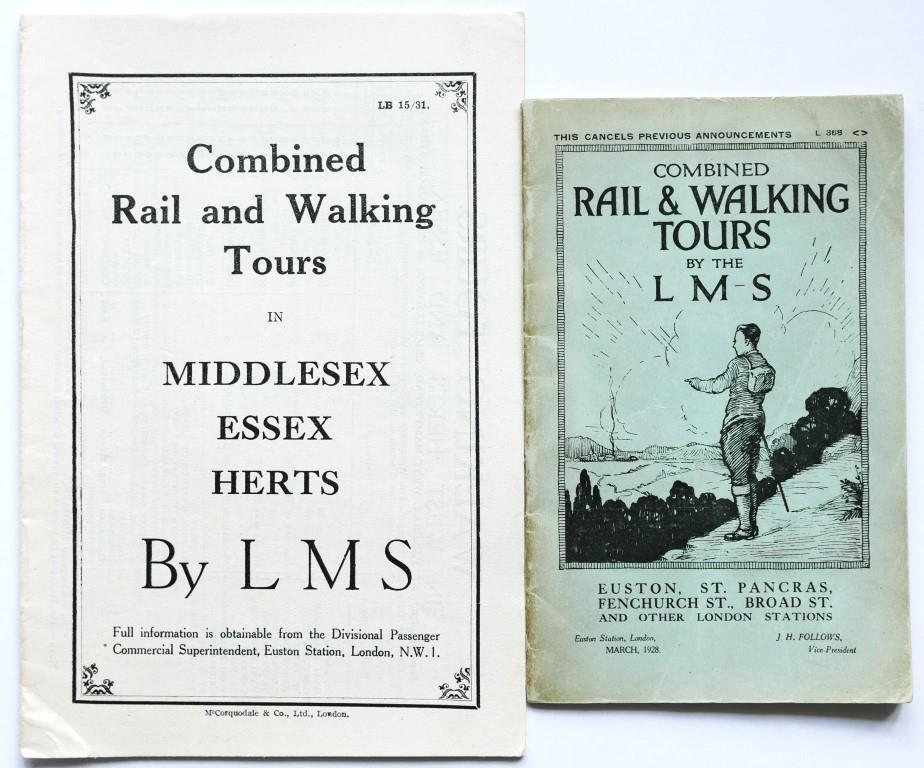 LB 15/31.
Combined
Rail and Walking
Tours
IN
MIDDLESEX
ESSEX
HERTS
By L M S
Full information is obtainable from the Divisional Passenger
Commercial Superintendent, Euston Station, London, N.W.1.
McCorquodale & Co., Ltd., London.
THIS CANCELS PREVIOUS ANNOUNCEMENTS L 368 <>
COMBINED
RAIL & WALKING
TOURS
BY THE
L M-S
EUSTON, ST. PANCRAS,
FENCHURCH ST., BROAD ST.
AND OTHER LONDON STATIONS
Euston Station, London, J. H. FOLLOWS,
MARCH, 1928. Vice-President